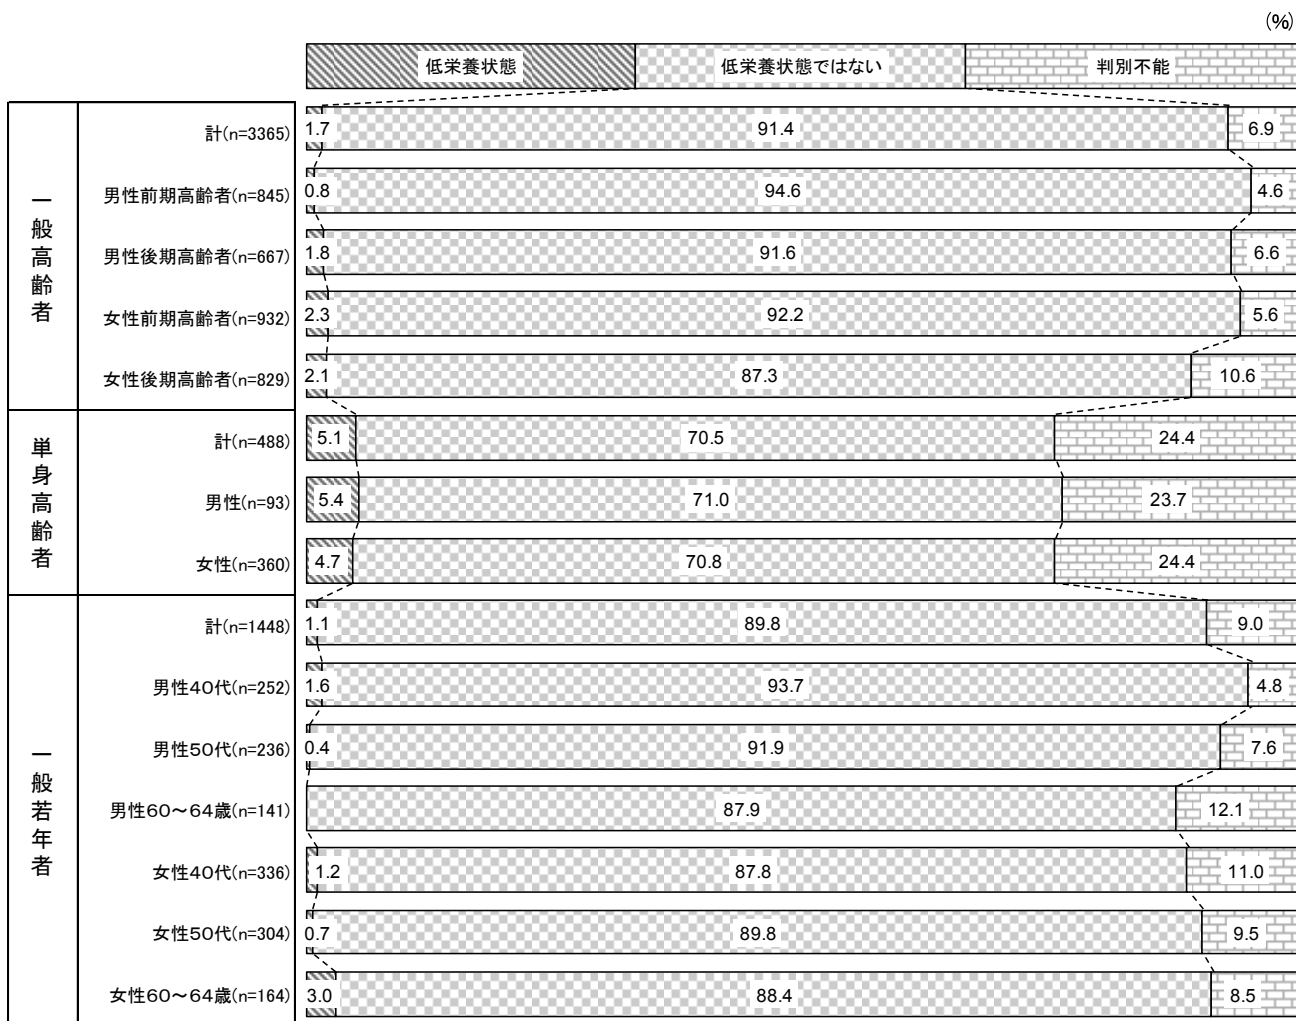 (%)
低栄養状態 低栄養状態ではない 判別不能
一般高齢者
計(n=3365) 1.7 91.4 6.9
男性前期高齢者(n=845) 0.8 94.6 4.6
男性後期高齢者(n=667) 1.8 91.6 6.6
女性前期高齢者(n=932) 2.3 92.2 5.6
女性後期高齢者(n=829) 2.1 87.3 10.6
単身高齢者
計(n=488) 5.1 70.5 24.4
男性(n=93) 5.4 71.0 23.7
女性(n=360) 4.7 70.8 24.4
一般若年者
計(n=1448) 1.1 89.8 9.0
男性40代(n=252) 1.6 93.7 4.8
男性50代(n=236) 0.4 91.9 7.6
男性60～64歳(n=141) 87.9 12.1
女性40代(n=336) 1.2 87.8 11.0
女性50代(n=304) 0.7 89.8 9.5
女性60～64歳(n=164) 3.0 88.4 8.5